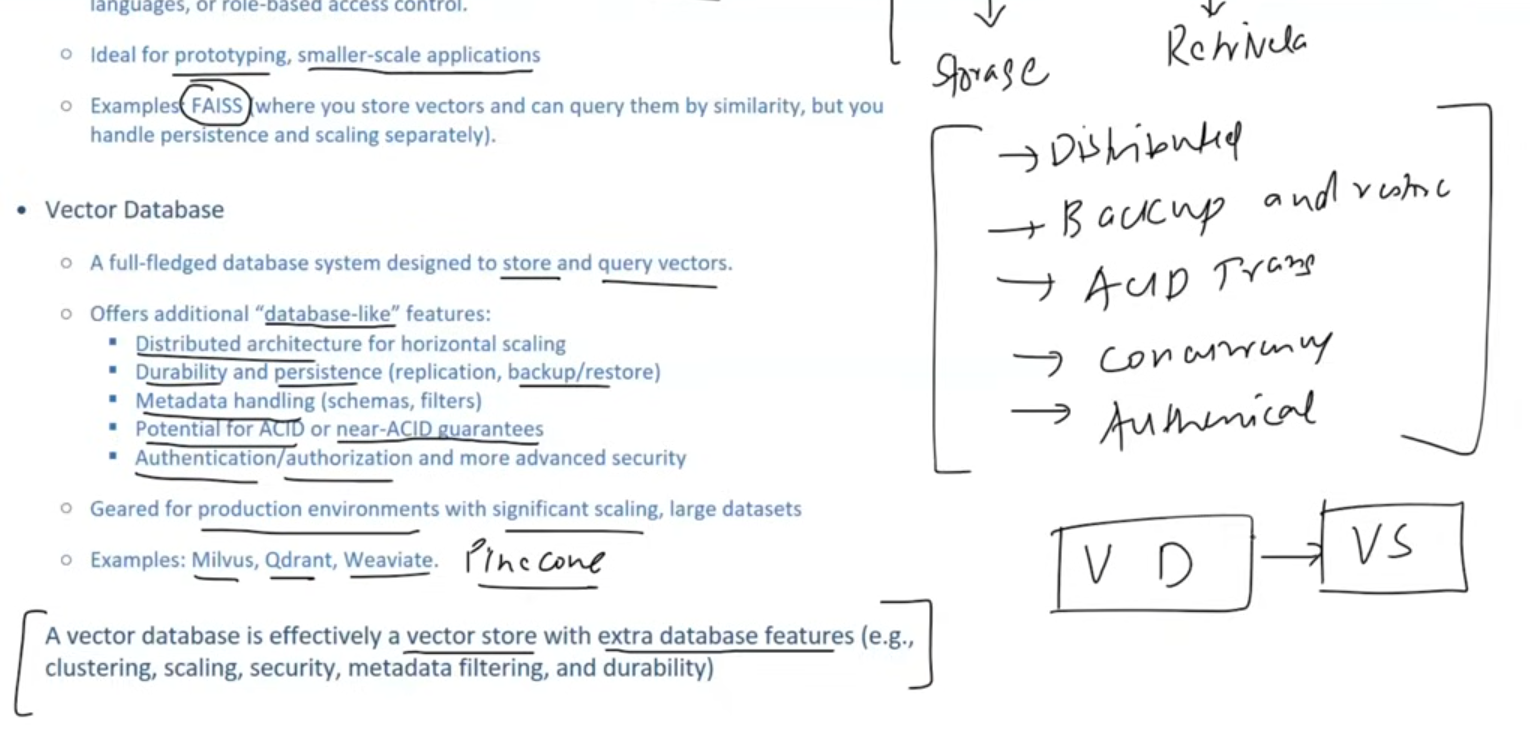 languages, or role-based access control.
Ideal for prototyping, smaller-scale applications
Examples: FAISS (where you store vectors and can query them by similarity, but you
handle persistence and scaling separately).
• Vector Database
A full-fledged database system designed to store and query vectors.
Offers additional “database-like” features:
Distributed architecture for horizontal scaling
Durability and persistence (replication, backup/restore)
Metadata handling (schemas, filters)
Potential for ACID or near-ACID guarantees
Authentication/authorization and more advanced security
Geared for production environments with significant scaling, large datasets
Examples: Milvus, Qdrant, Weaviate. Pinecone
A vector database is effectively a vector store with extra database features (e.g.,
clustering, scaling, security, metadata filtering, and durability)
Storage
→ Distributed
→ Backup and
→ ACID Trans
→ Concurrency
→
V D → VS